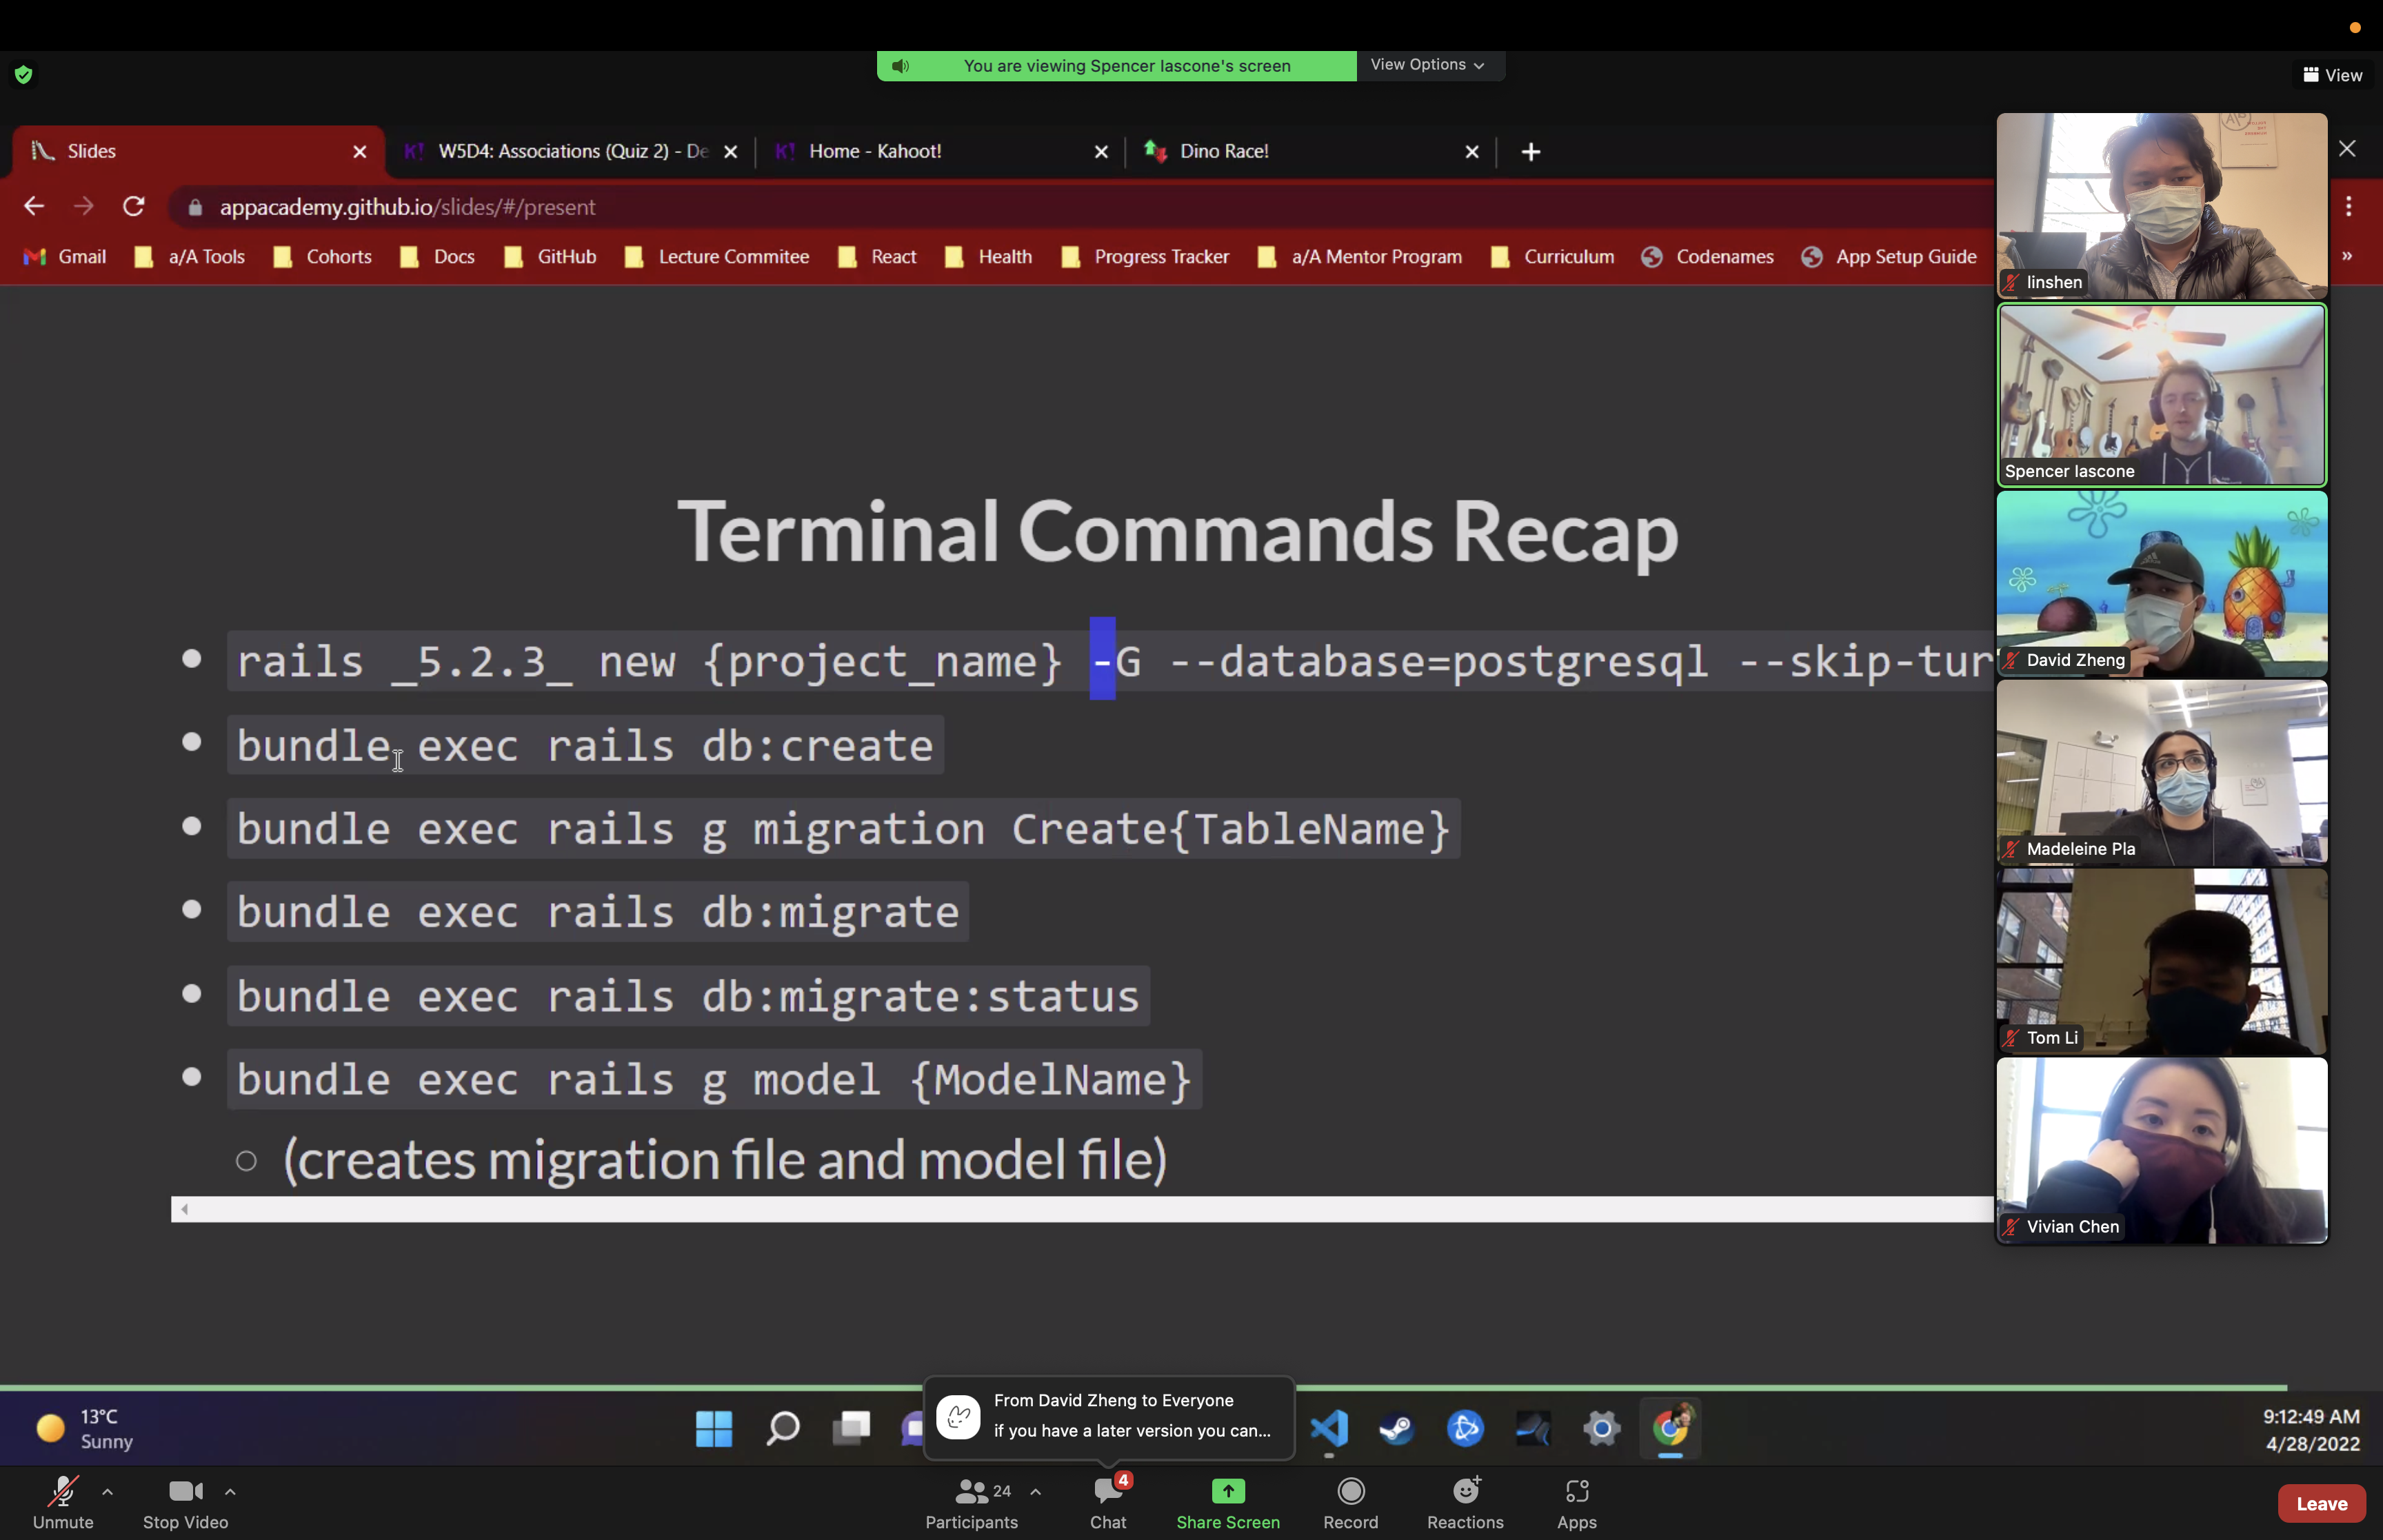 You are viewing Spencer Iascone's screen
View Options
View
Slides
W5D4: Associations (Quiz 2) - De
K! Home - Kahoot!
Dino Race!
appacademy.github.io/slides/#/present
Gmail
a/A Tools
Cohorts
Docs
GitHub
Lecture Commitee
React
Health
Progress Tracker
a/A Mentor Program
Curriculum
Codenames
App Setup Guide
»
linshen
Spencer Iascone
David Zheng
Madeleine Pla
Tom Li
Vivian Chen
Terminal Commands Recap
rails _5.2.3_ new {project_name} -G --database=postgresql --skip-tur
bundle exec rails db:create
bundle exec rails g migration Create{TableName}
bundle exec rails db:migrate
bundle exec rails db:migrate:status
bundle exec rails g model {ModelName}
(creates migration file and model file)
13°C
Sunny
From David Zheng to Everyone
if you have a later version you can...
9:12:49 AM
4/28/2022
Unmute
Stop Video
24
Participants
4
Chat
Share Screen
Record
Reactions
Apps
Leave